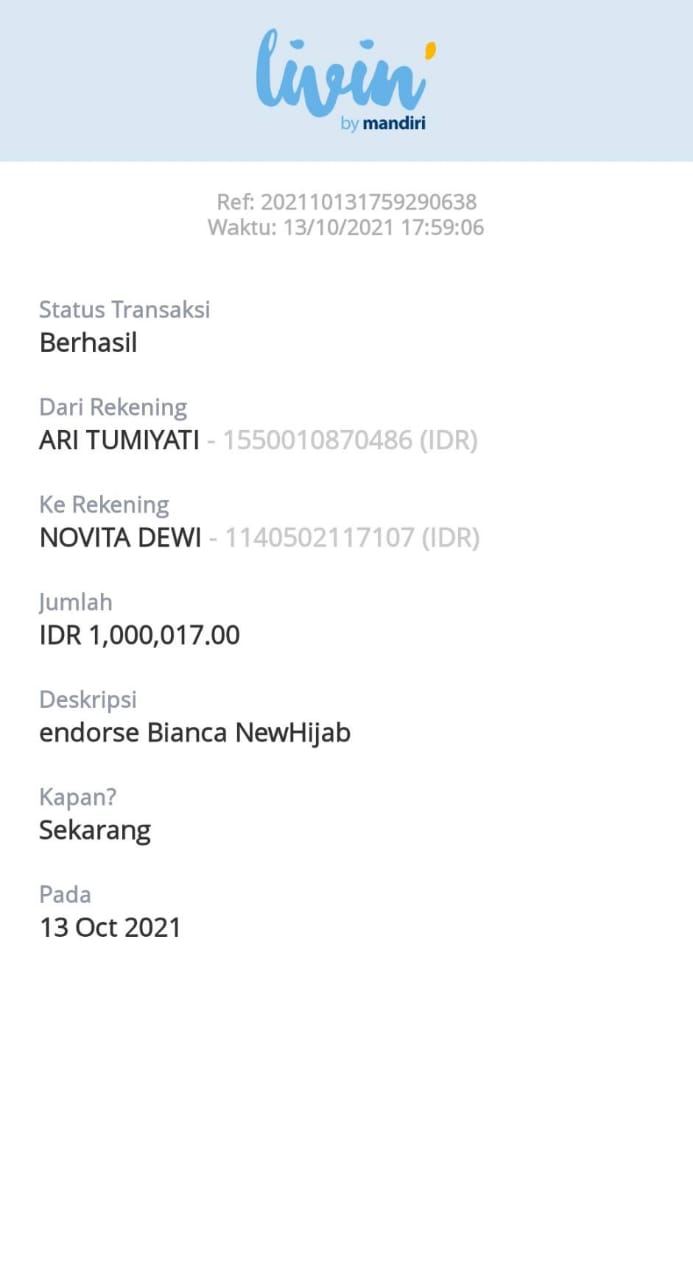 livin'
by mandiri
Ref: 202110131759290638
Waktu: 13/10/2021 17:59:06
Status Transaksi
Berhasil
Dari Rekening
ARI TUMIYATI - 1550010870486 (IDR)
Ke Rekening
NOVITA DEWI - 1140502117107 (IDR)
Jumlah
IDR 1,000,017.00
Deskripsi
endorse Bianca NewHijab
Kapan?
Sekarang
Pada
13 Oct 2021